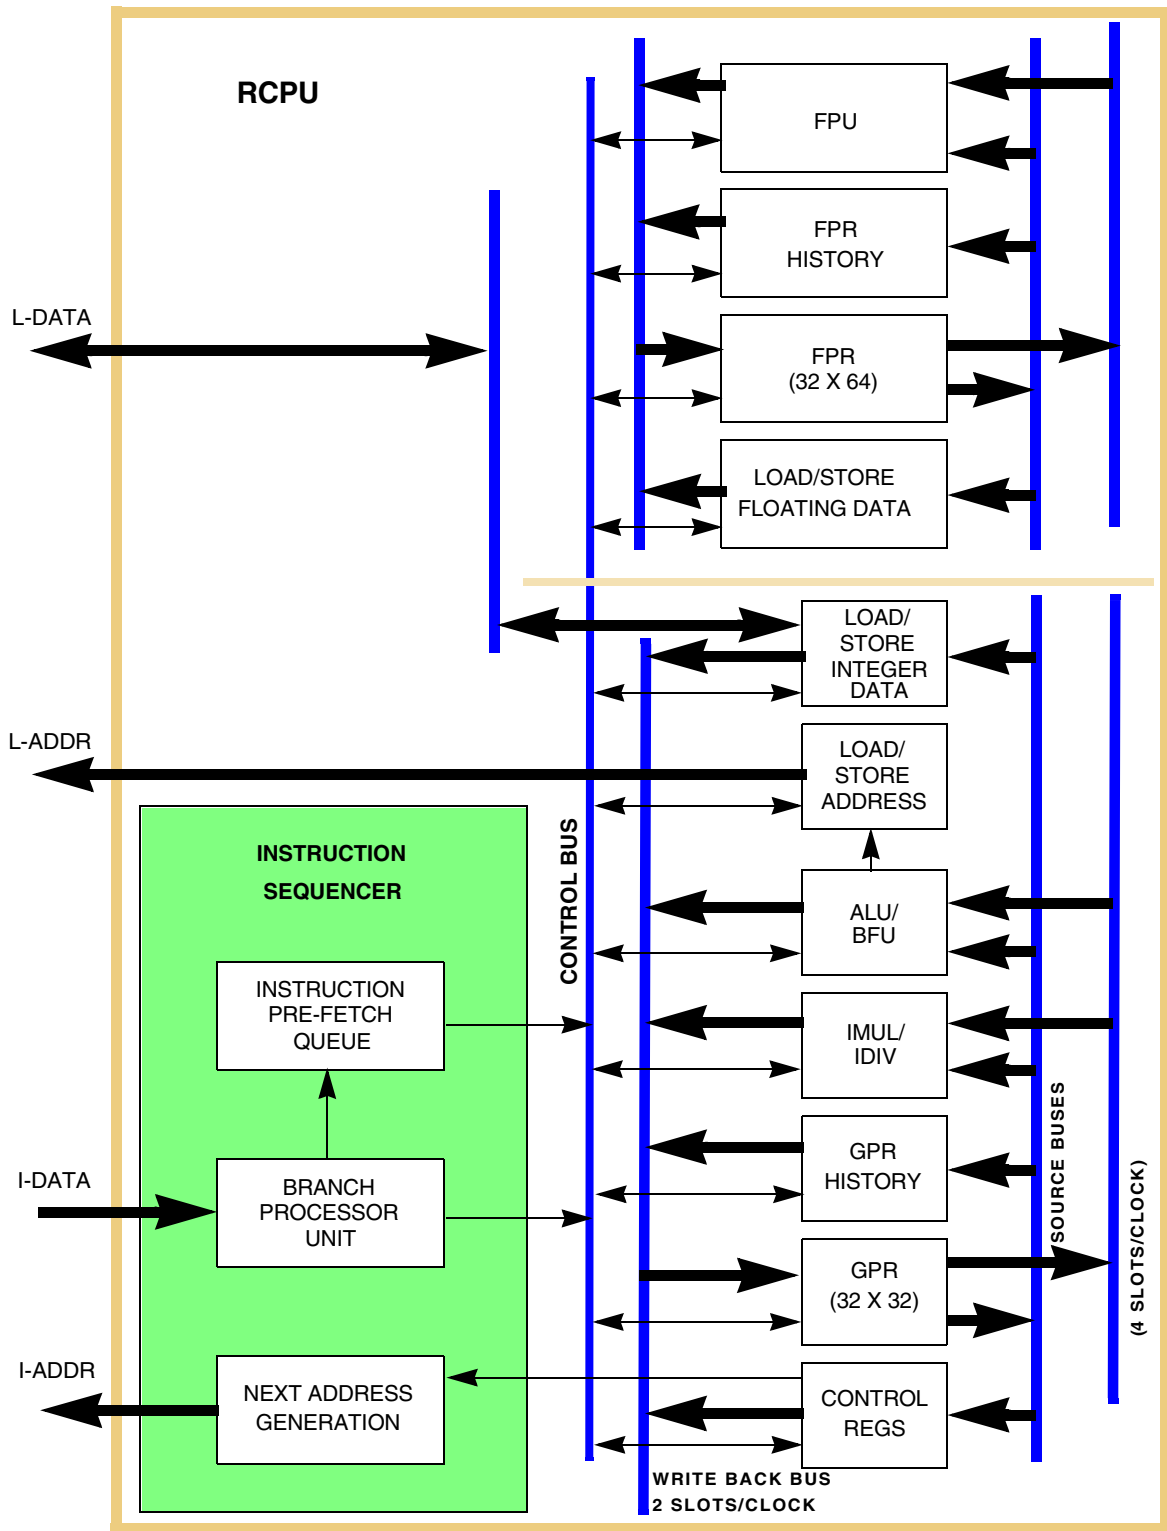 RCPU
FPU
FPR
HISTORY
L-DATA
FPR
(32 X 64)
LOAD/STORE
FLOATING DATA
LOAD/
STORE
INTEGER
DATA
L-ADDR
LOAD/
STORE
ADDRESS
CONTROL BUS
INSTRUCTION
SEQUENCER
ALU/
BFU
INSTRUCTION
PRE-FETCH
QUEUE
IMUL/
IDIV
SOURCE BUSES
(4 SLOTS/CLOCK)
I-DATA
BRANCH
PROCESSOR
UNIT
GPR
HISTORY
GPR
(32 X 32)
I-ADDR
NEXT ADDRESS
GENERATION
CONTROL
REGS
WRITE BACK BUS
2 SLOTS/CLOCK